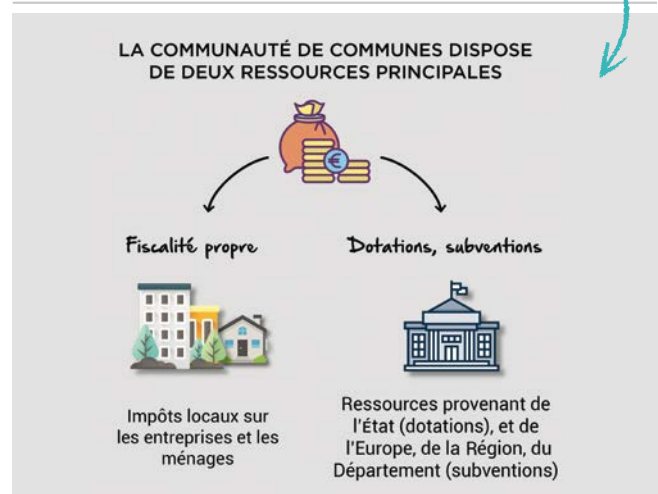 LA COMMUNAUTÉ DE COMMUNES DISPOSE
DE DEUX RESSOURCES PRINCIPALES
€
Fiscalité propre
Dotations, subventions
Impôts locaux sur
les entreprises et les
ménages
Ressources provenant de
l'État (dotations), et de
l'Europe, de la Région, du
Département (subventions)